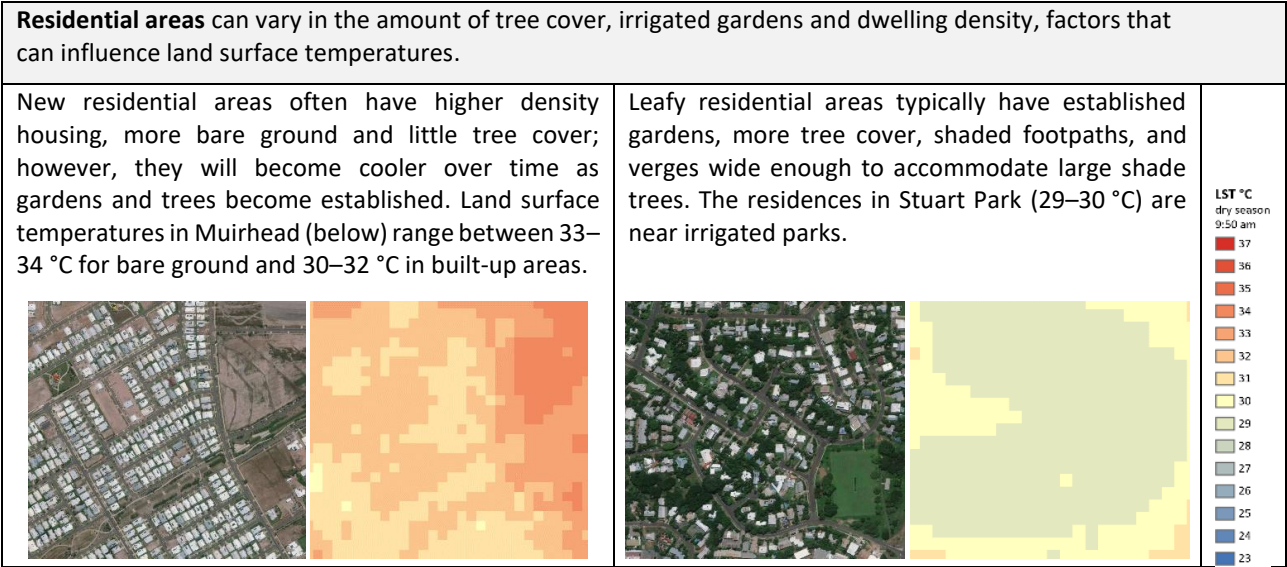 Residential areas can vary in the amount of tree cover, irrigated gardens and dwelling density, factors that
can influence land surface temperatures.
New residential areas often have higher density
housing, more bare ground and little tree cover;
however, they will become cooler over time as
gardens and trees become established. Land surface
temperatures in Muirhead (below) range between 33–
34 °C for bare ground and 30–32 °C in built-up areas.
Leafy residential areas typically have established
gardens, more tree cover, shaded footpaths, and
verges wide enough to accommodate large shade
trees. The residences in Stuart Park (29–30 °C) are
near irrigated parks.
LST °C
dry season
9:50 am
37
36
35
34
33
32
31
30
29
28
27
26
25
24
23